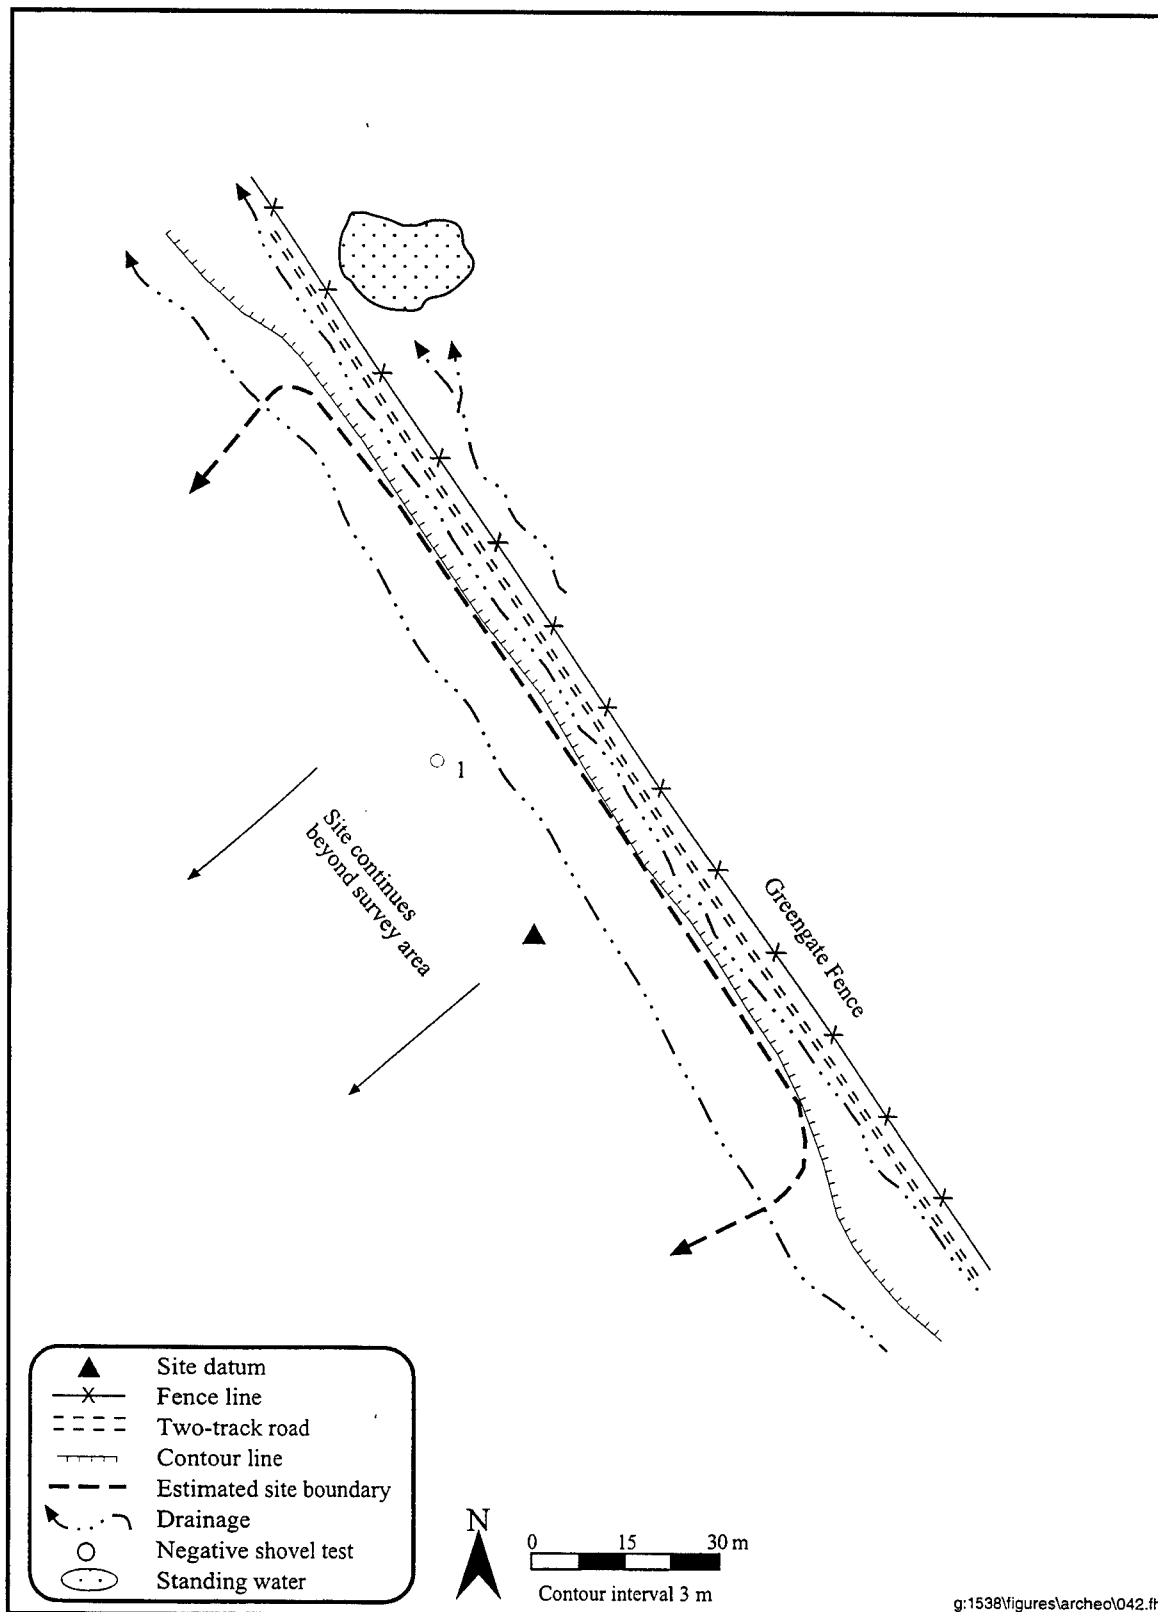 1
Site continues
beyond survey area
Greengate Fence
Site datum
Fence line
Two-track road
Contour line
Estimated site boundary
Drainage
Negative shovel test
Standing water
N
0 15 30 m
Contour interval 3 m
g:1538\figures\archeo\042.fh